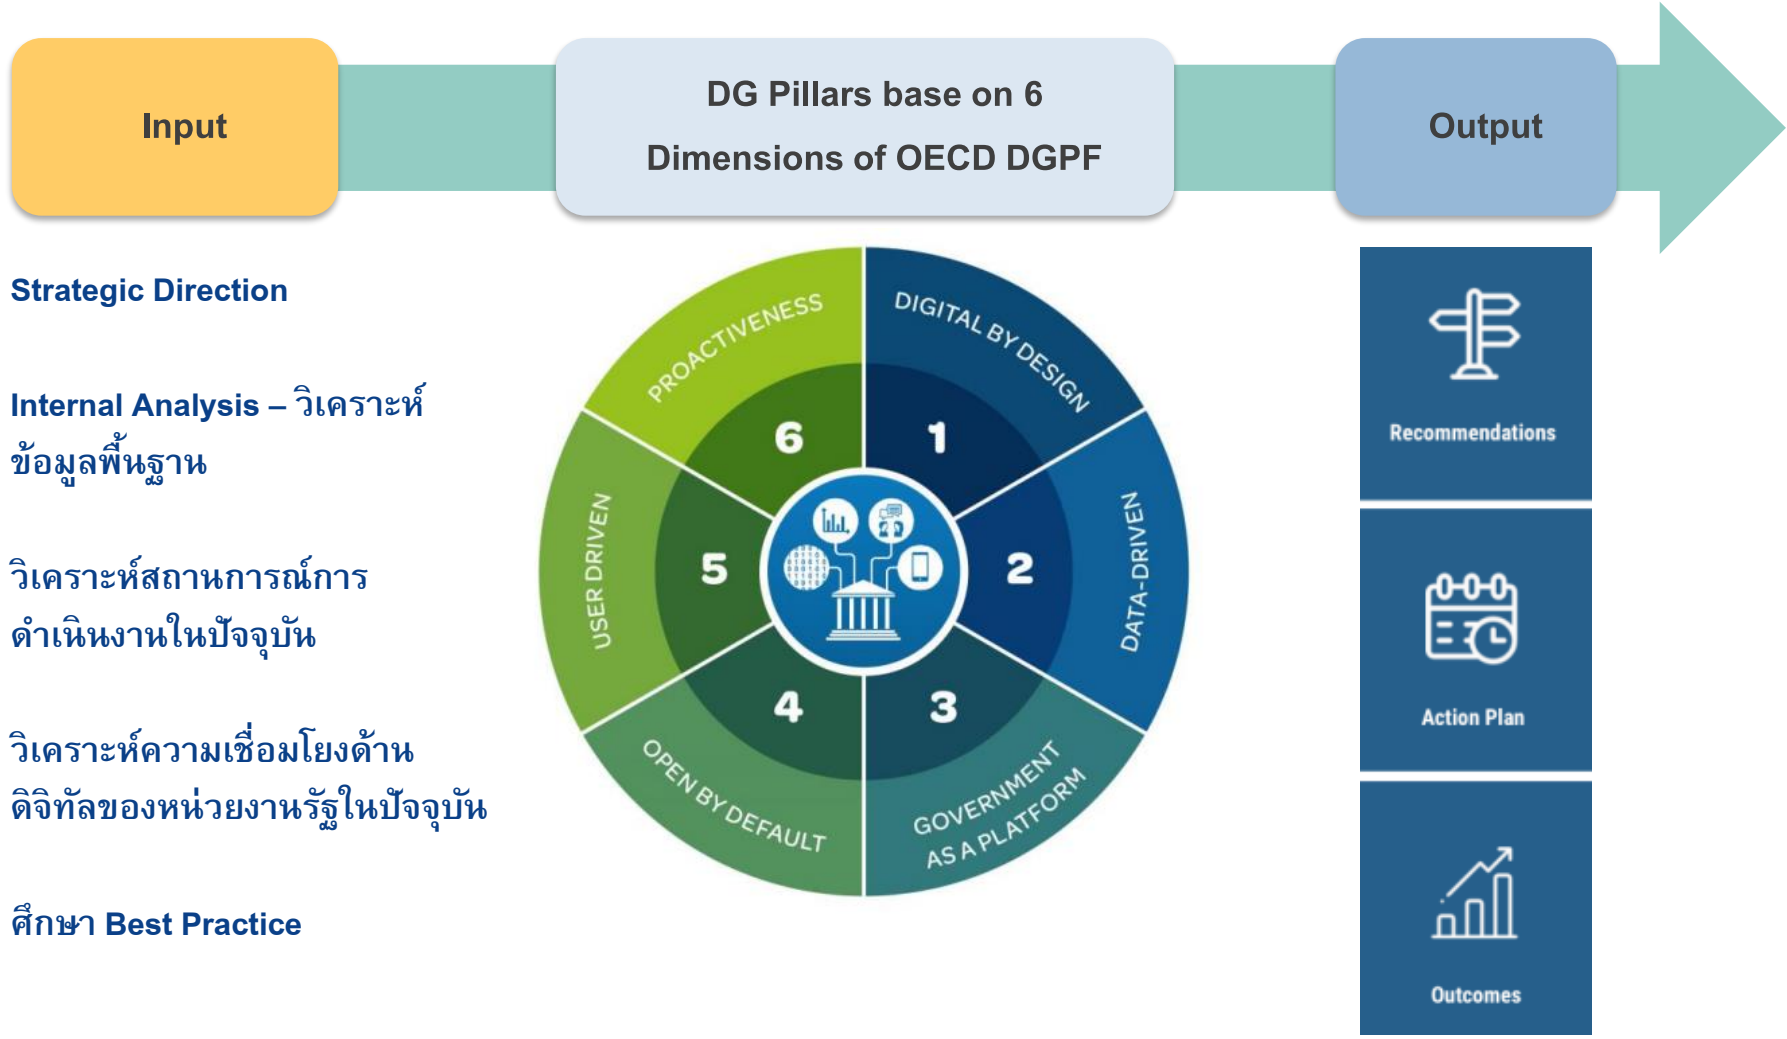 Input
DG Pillars base on 6
Dimensions of OECD DGPF
Output
Strategic Direction
Internal Analysis – วิเคราะห์
ข้อมูลพื้นฐาน
วิเคราะห์สถานการณ์การ
ดำเนินงานในปัจจุบัน
วิเคราะห์ความเชื่อมโยงด้าน
ดิจิทัลของหน่วยงานรัฐในปัจจุบัน
ศึกษา Best Practice
DIGITAL BY DESIGN
1
DATA-DRIVEN
2
GOVERNMENT
AS A PLATFORM
3
OPEN BY DEFAULT
4
USER DRIVEN
5
PROACTIVENESS
6
Recommendations
Action Plan
Outcomes